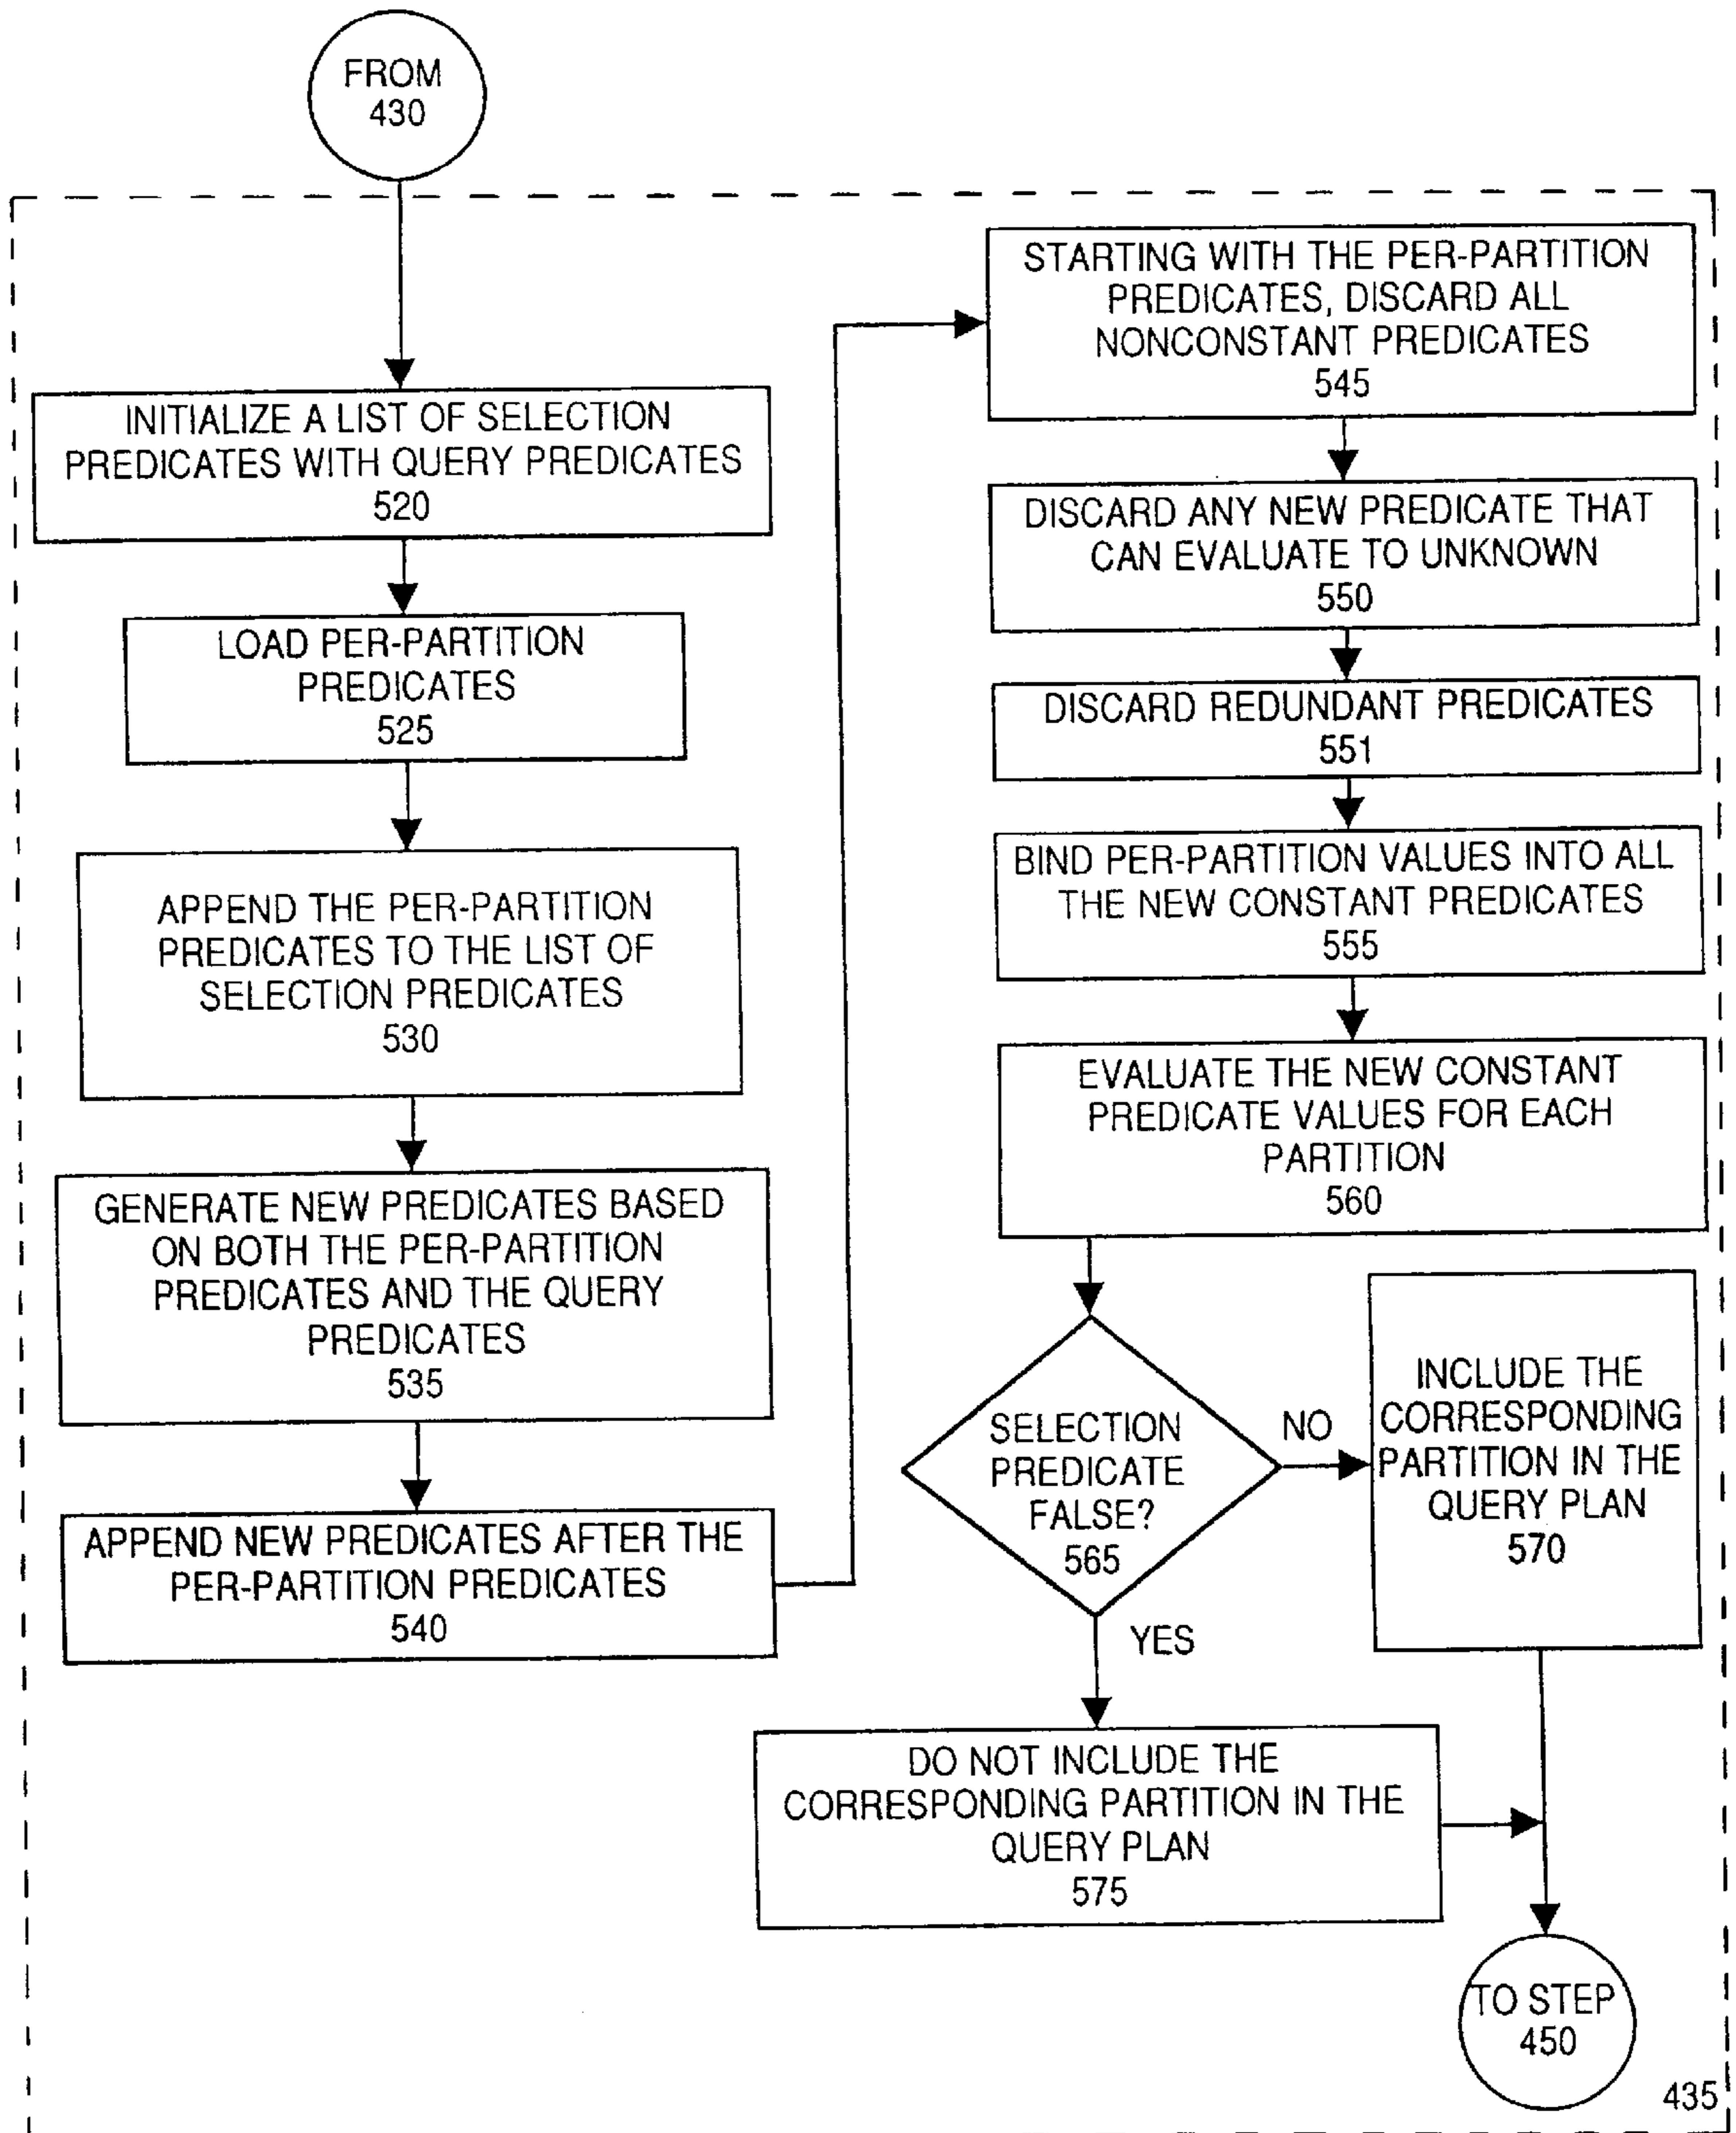 FROM
430
INITIALIZE A LIST OF SELECTION
PREDICATES WITH QUERY PREDICATES
520
LOAD PER-PARTITION
PREDICATES
525
APPEND THE PER-PARTITION
PREDICATES TO THE LIST OF
SELECTION PREDICATES
530
GENERATE NEW PREDICATES BASED
ON BOTH THE PER-PARTITION
PREDICATES AND THE QUERY
PREDICATES
535
APPEND NEW PREDICATES AFTER THE
PER-PARTITION PREDICATES
540
STARTING WITH THE PER-PARTITION
PREDICATES, DISCARD ALL
NONCONSTANT PREDICATES
545
DISCARD ANY NEW PREDICATE THAT
CAN EVALUATE TO UNKNOWN
550
DISCARD REDUNDANT PREDICATES
551
BIND PER-PARTITION VALUES INTO ALL
THE NEW CONSTANT PREDICATES
555
EVALUATE THE NEW CONSTANT
PREDICATE VALUES FOR EACH
PARTITION
560
SELECTION
PREDICATE
FALSE?
565
NO
INCLUDE THE
CORRESPONDING
PARTITION IN THE
QUERY PLAN
570
YES
DO NOT INCLUDE THE
CORRESPONDING PARTITION IN THE
QUERY PLAN
575
TO STEP
450
435